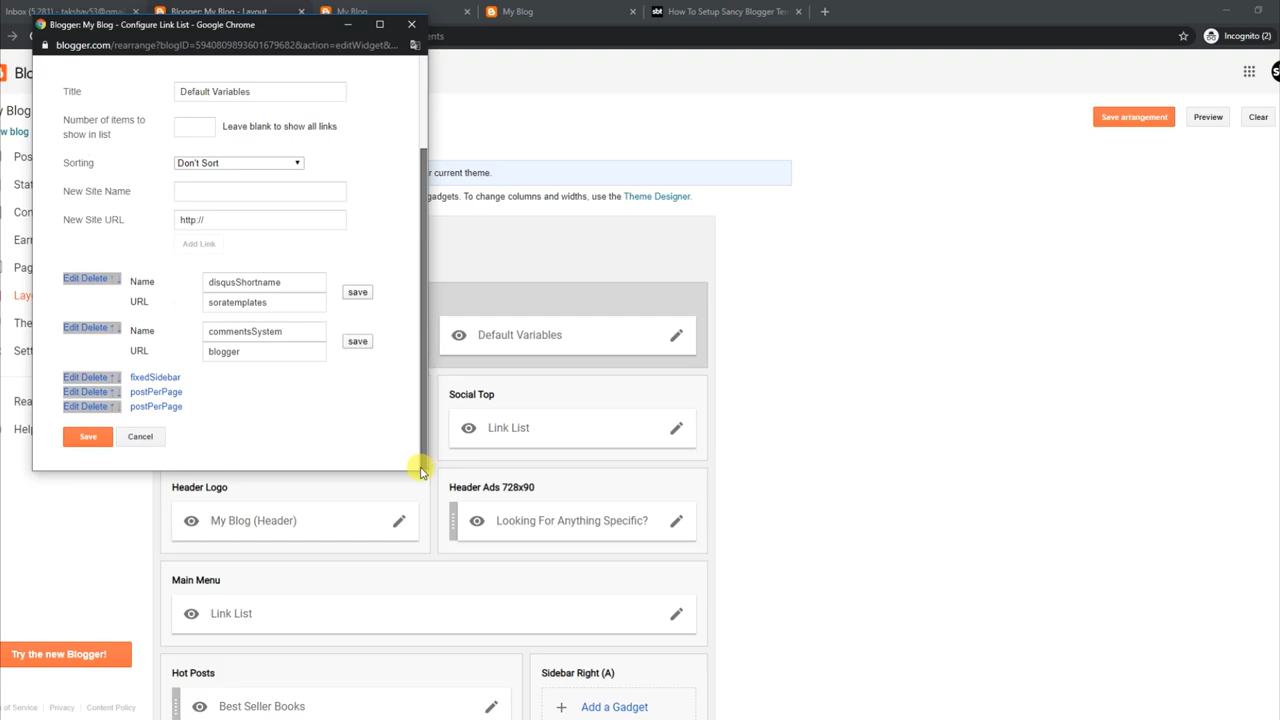 Inbox (5,281) - takshay53@gma
Blogger: My Blog - Layout
My Blog
My Blog
How To Setup Sancy Blogger Tem
Blogger: My Blog - Configure Link List - Google Chrome
blogger.com/rearrange?blogID=5940809893601679682&action=editWidget&...
Incognito (2)
Title
Default Variables
Number of items to
show in list
Leave blank to show all links
Sorting
Don't Sort
New Site Name
New Site URL
http://
Add Link
Edit Delete
Name
disqusShortname
URL
soratemplates
save
Edit Delete
Name
commentsSystem
URL
blogger
save
Edit Delete
fixedSidebar
Edit Delete
postPerPage
Edit Delete
postPerPage
Save
Cancel
Save arrangement
Preview
Clear
r current theme.
gadgets. To change columns and widths, use the Theme Designer.
Default Variables
Social Top
Link List
Header Logo
My Blog (Header)
Header Ads 728x90
Looking For Anything Specific?
Main Menu
Link List
Hot Posts
Best Seller Books
Sidebar Right (A)
Add a Gadget
Blo
y Blog
w blog
Pos
Stat
Con
Earr
Pag
Layo
The
Sett
Rea
Help
Try the new Blogger!
of Service
Privacy
Content Policy